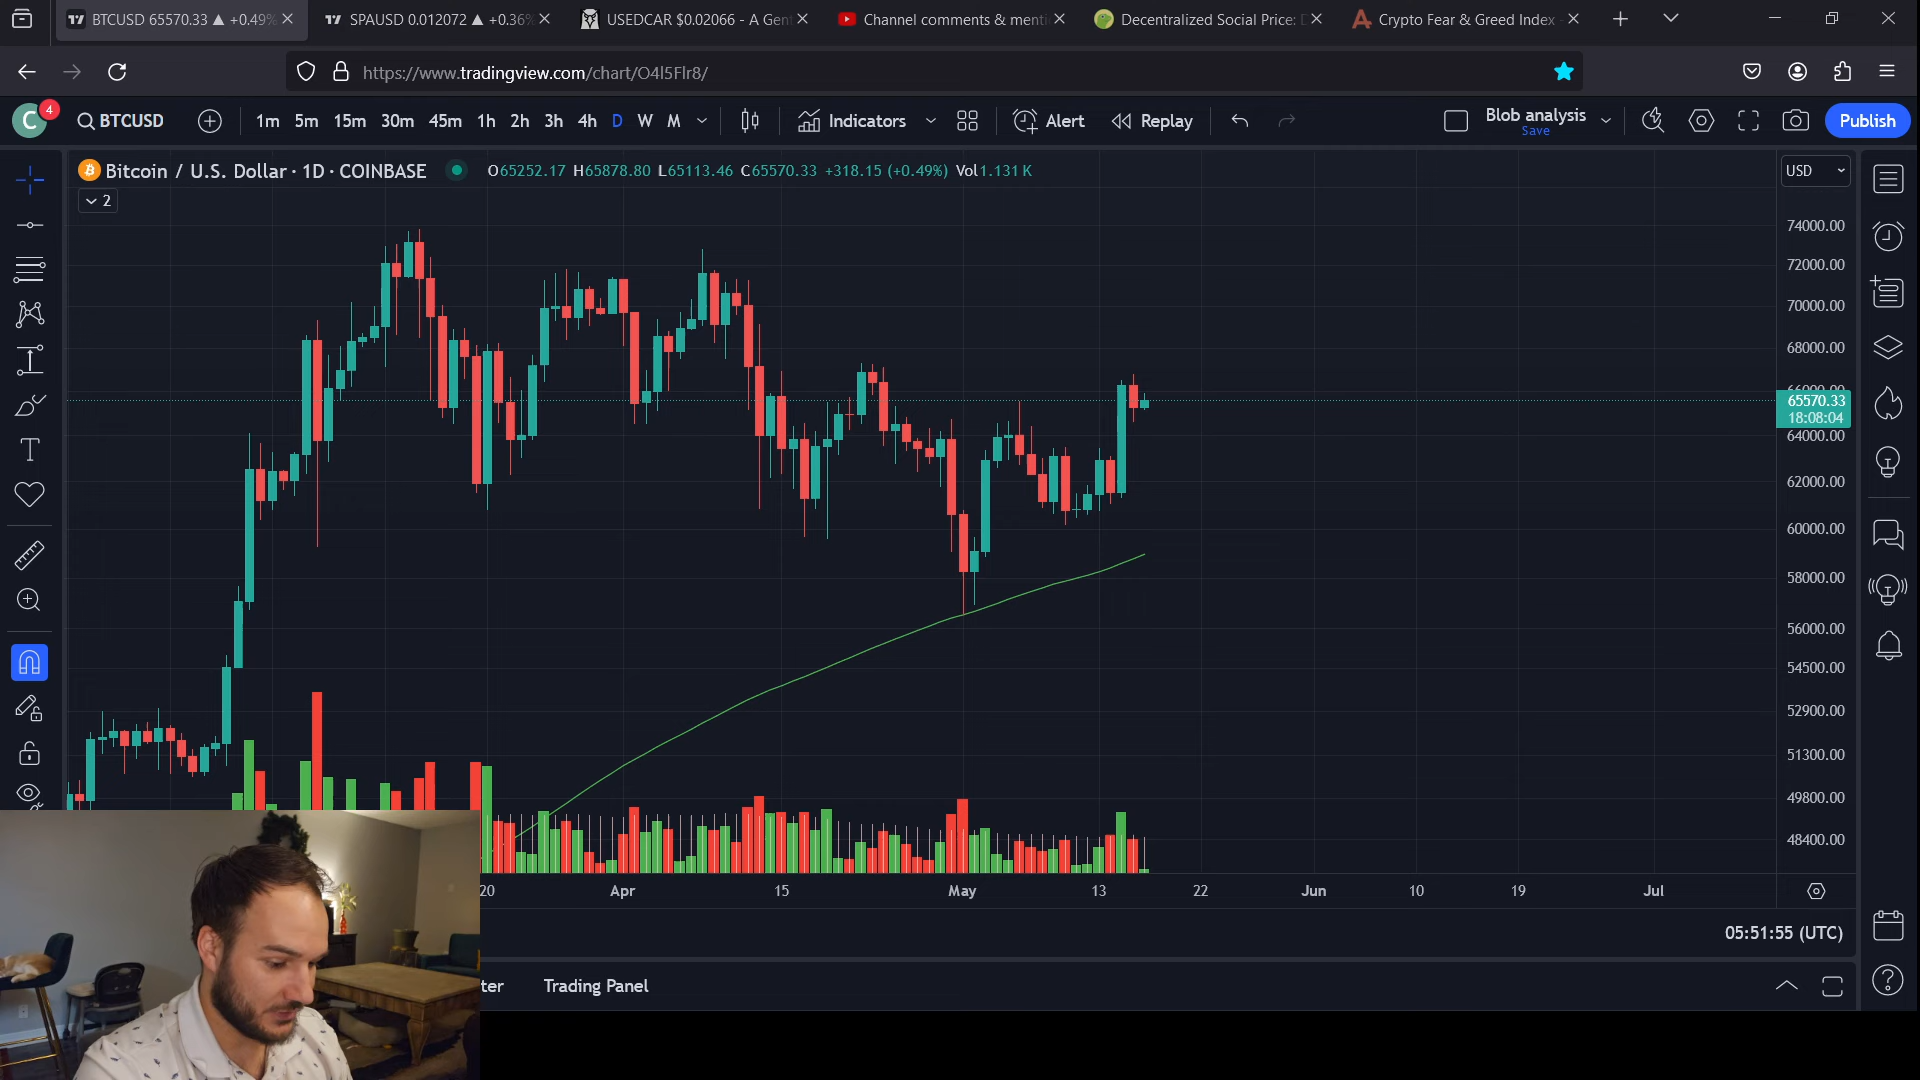 BTCUSD 65570.33 ▲ +0.49%
SPAUSD 0.012072 ▲ +0.36%
USEDCAR $0.02066 - A Gen
Channel comments & menti
Decentralized Social Price:
Crypto Fear & Greed Index
https://www.tradingview.com/chart/O4l5Flr8/
C
4
BTCUSD
1m 5m 15m 30m 45m 1h 2h 3h 4h D W M
Indicators
Alert
Replay
Blob analysis
Save
Publish
Bitcoin / U.S. Dollar · 1D · COINBASE
O65252.17 H65878.80 L65113.46 C65570.33 +318.15 (+0.49%) Vol1.131 K
USD
2
74000.00
72000.00
70000.00
68000.00
66000.00
65570.33
18:08:04
64000.00
62000.00
60000.00
58000.00
56000.00
54500.00
52900.00
51300.00
49800.00
48400.00
20 Apr 15 May 13 22 Jun 10 19 Jul
05:51:55 (UTC)
ter
Trading Panel